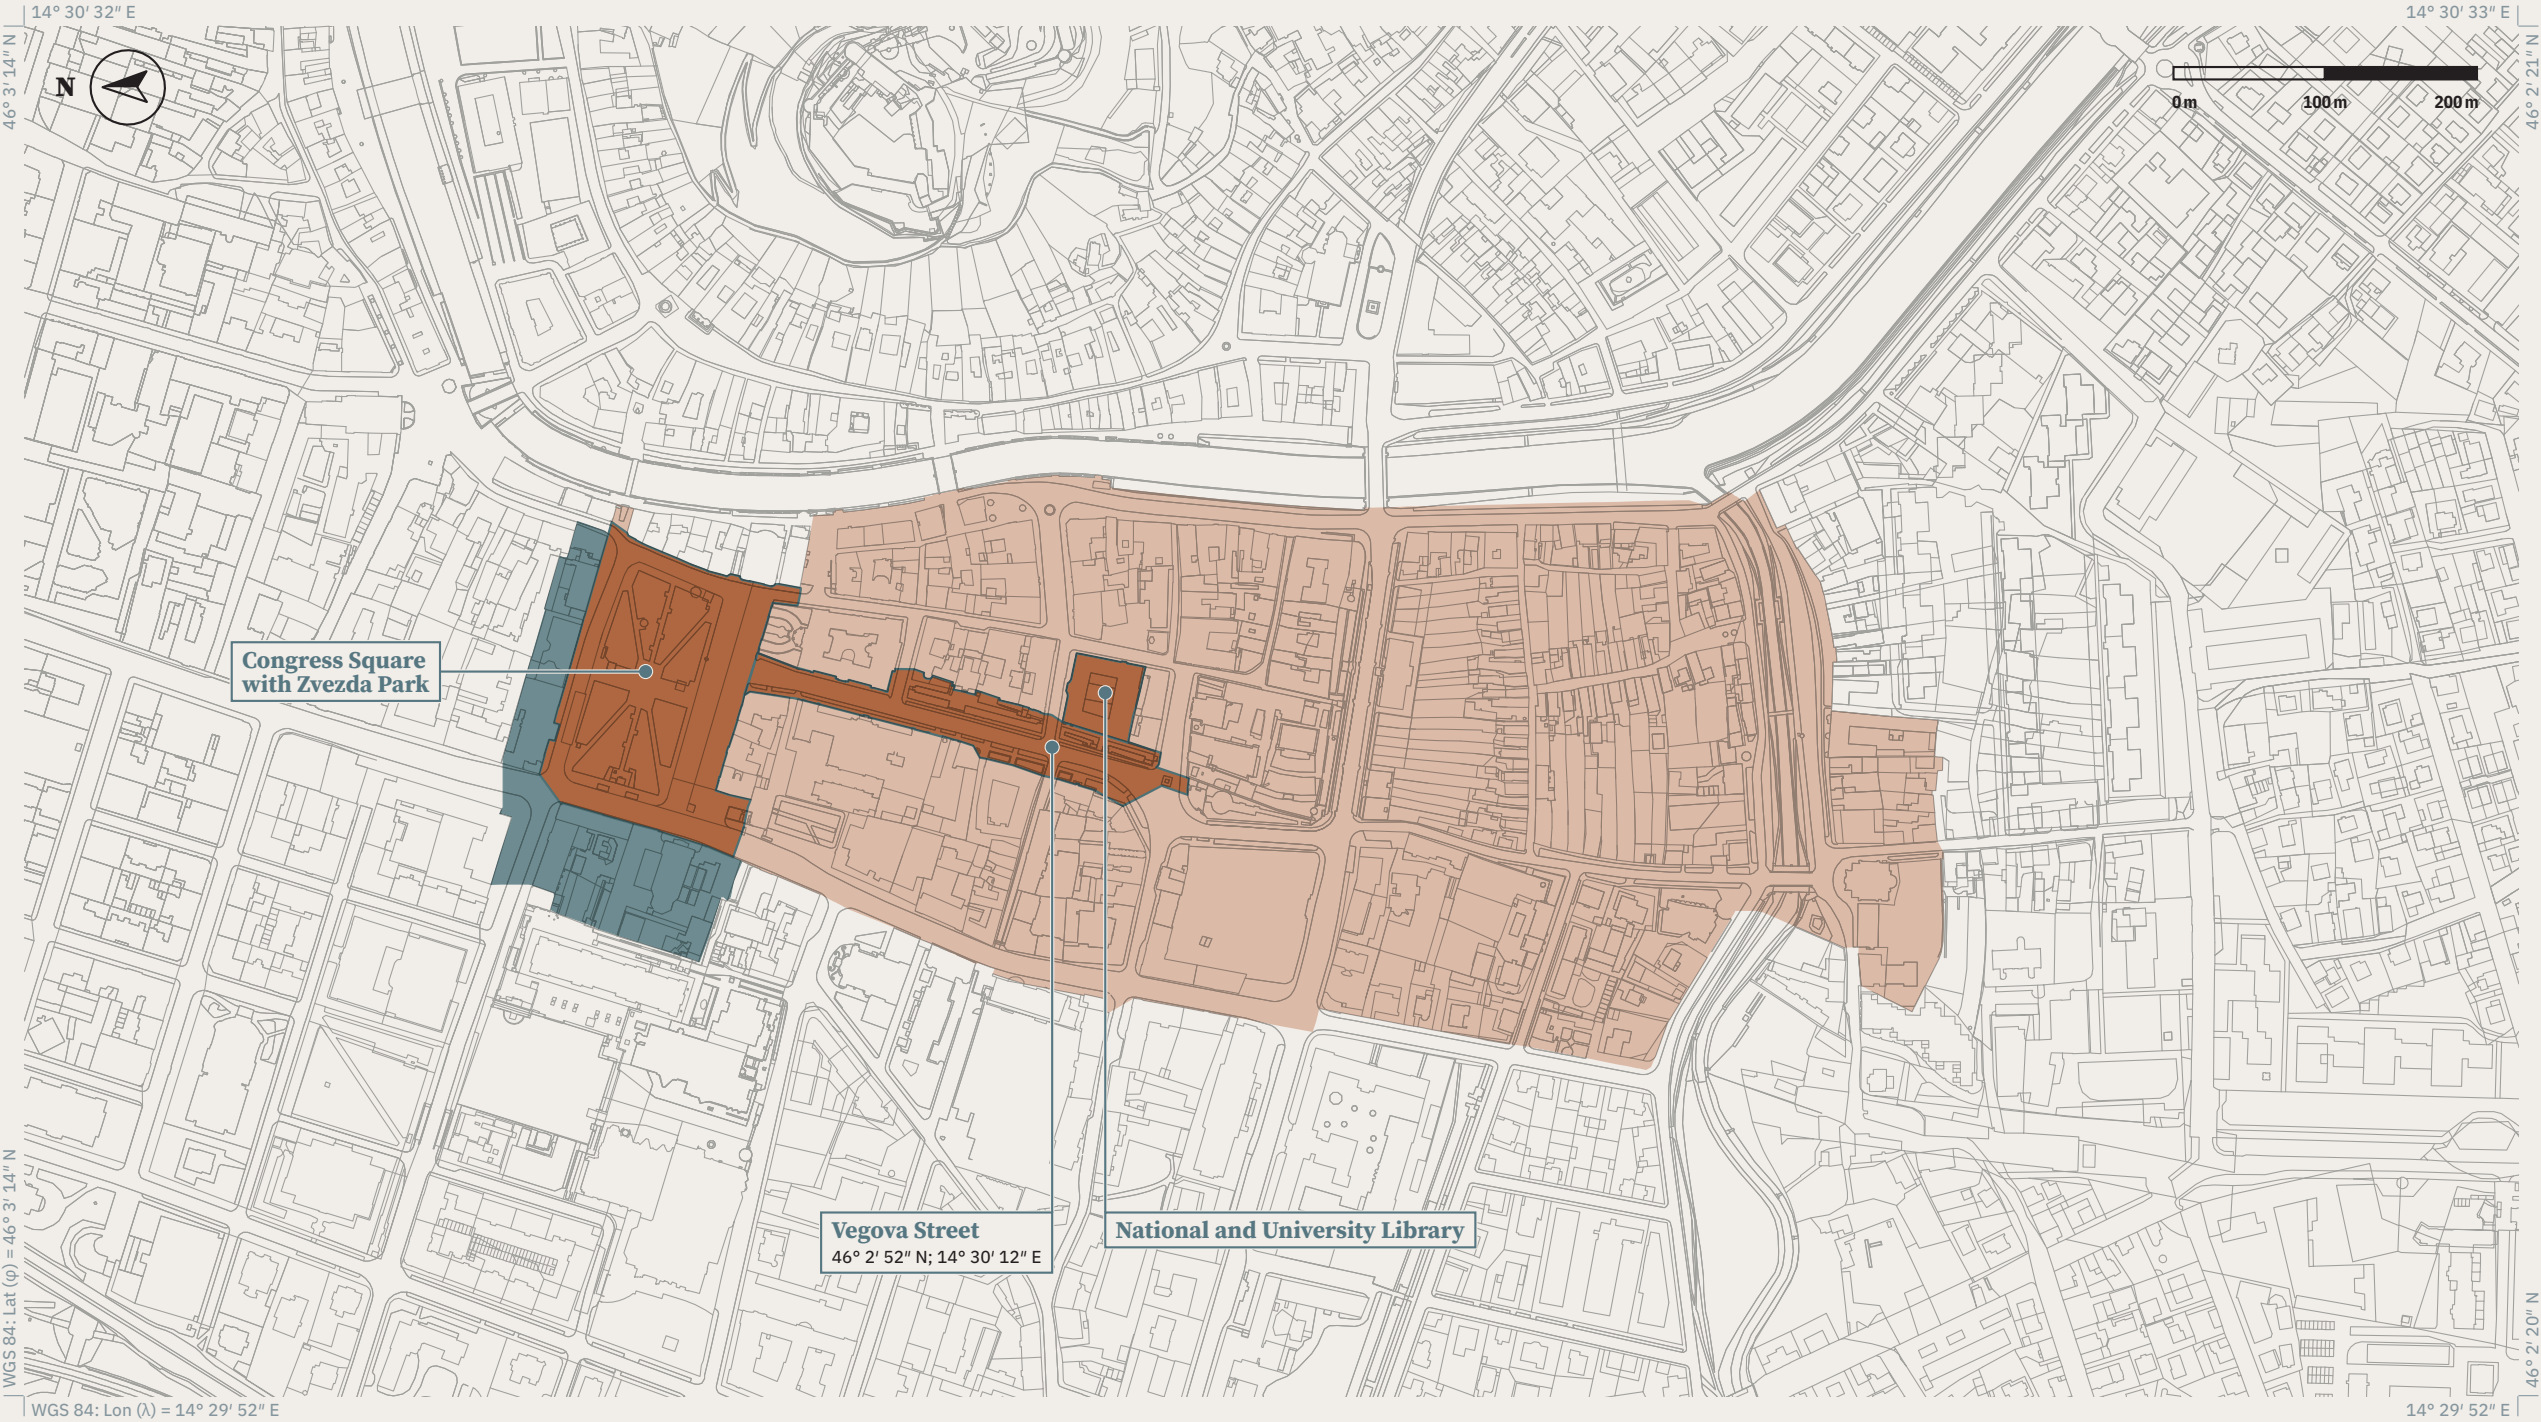 14° 30′ 32″ E
14° 30′ 33″ E
46° 3′ 14″ N
46° 2′ 21″ N
N
0 m
100 m
200 m
Congress Square
with Zvezda Park
Vegova Street
46° 2′ 52″ N; 14° 30′ 12″ E
National and University Library
WGS 84: Lat (φ) = 46° 3′ 14″ N
46° 2′ 20″ N
WGS 84: Lon (λ) = 14° 29′ 52″ E
14° 29′ 52″ E